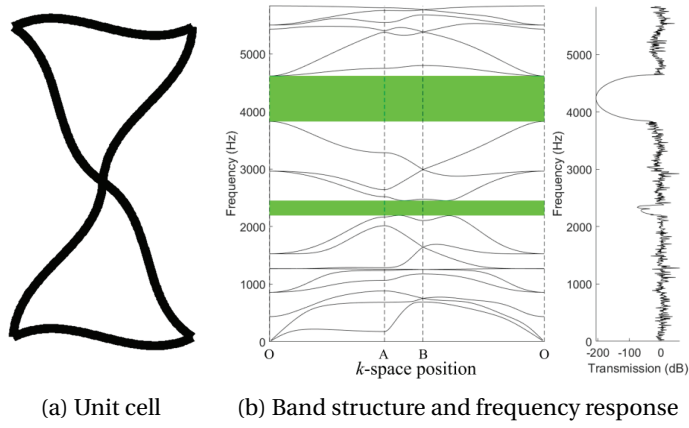 5000
4000
3000
2000
1000
0
Frequency (Hz)
O
A
B
O
k-space position
5000
4000
3000
2000
1000
0
Frequency (Hz)
-200
-100
0
Transmission (dB)
(a) Unit cell
(b) Band structure and frequency response